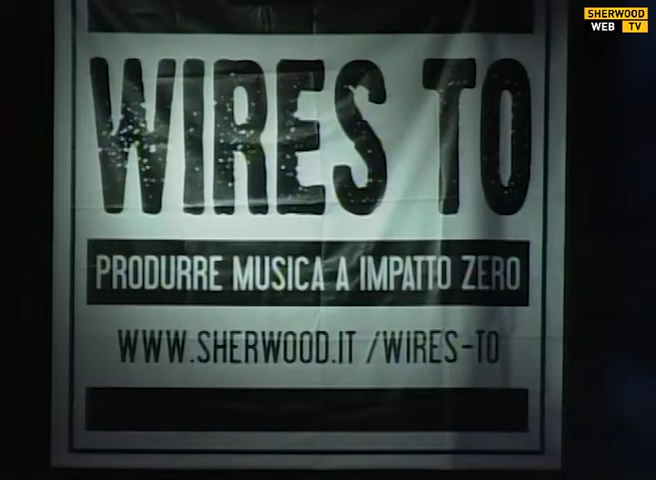 SHERWOOD
WEB TV
WIRES TO
PRODURRE MUSICA A IMPATTO ZERO
WWW.SHERWOOD.IT /WIRES-TO